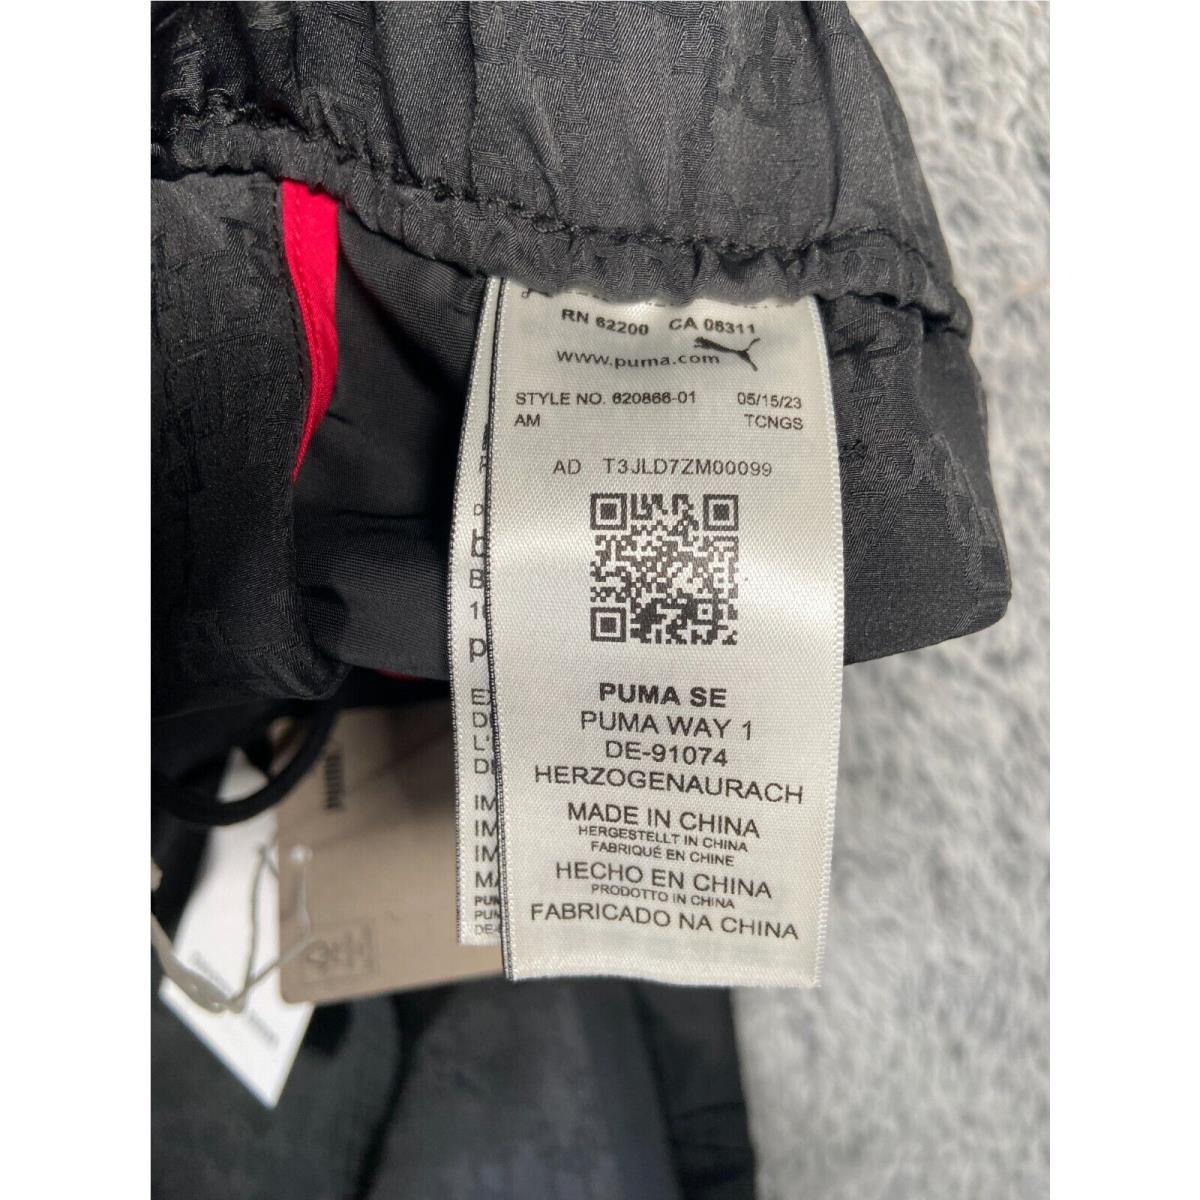 RN 62200 CA 08311
www.puma.com
STYLE NO. 620866-01 05/15/23
AM TCNGS
AD T3JLD7ZM00099
PUMA SE
PUMA WAY 1
DE-91074
HERZOGENAURACH
MADE IN CHINA
HERGESTELLT IN CHINA
FABRIQUÉ EN CHINE
HECHO EN CHINA
PRODOTTO IN CHINA
FABRICADO NA CHINA